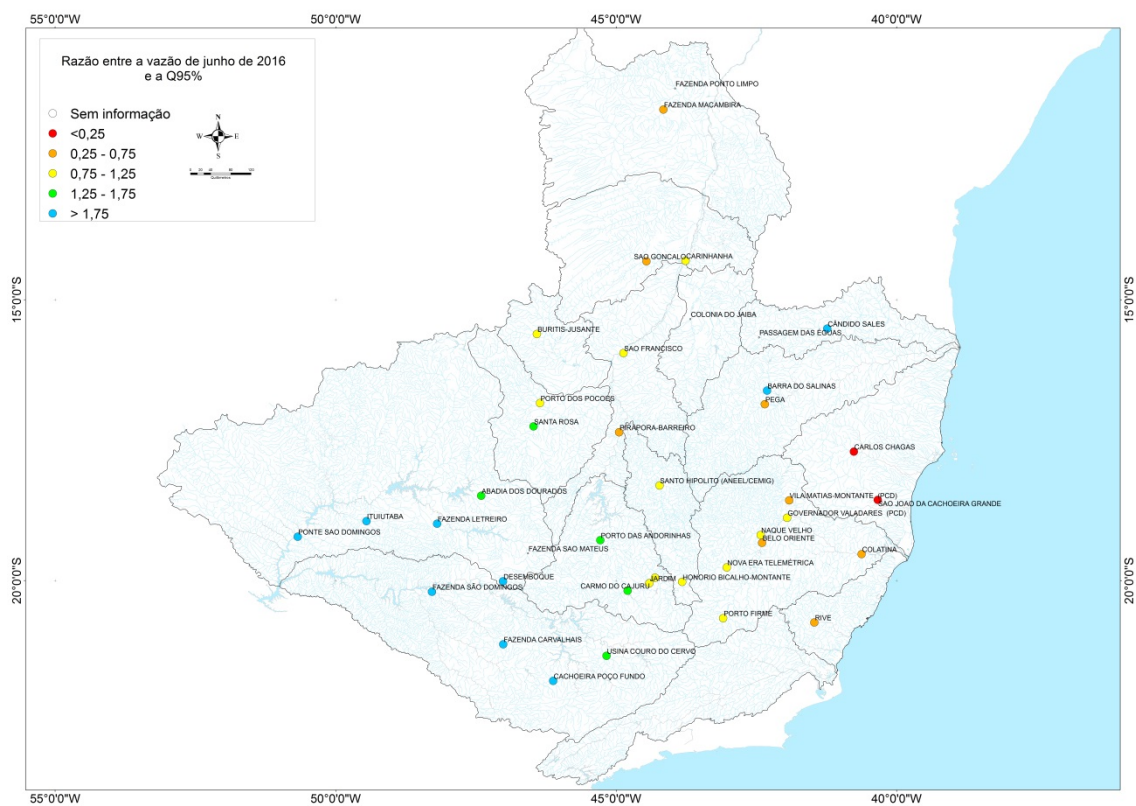 55°0'0"W 50°0'0"W 45°0'0"W 40°0'0"W
Razão entre a vazão de junho de 2016
e a Q95%
Sem informação
<0,25
0,25 - 0,75
0,75 - 1,25
1,25 - 1,75
> 1,75
N
W E
S
Quilômetros
FAZENDA PONTO LIMPO
FAZENDA MACAMBIRA
SAO GONCALO CARINHANHA
15°0'0"S 15°0'0"S
COLONIA DO JAIBA
CÂNDIDO SALES
PASSAGEM DAS ÉGUAS
BURITIS-JUSANTE
SAO FRANCISCO
BARRA DO SALINAS
PORTO DOS POCOES
PEGA
SANTA ROSA
PIRAPORA-BARREIRO
CARLOS CHAGAS
SANTO HIPOLITO (ANEEL/CEMIG)
ABADIA DOS DOURADOS
VILA MATIAS-MONTANTE (PCD)
SAO JOAO DA CACHOEIRA GRANDE
GOVERNADOR VALADARES (PCD)
ITUIUTABA
FAZENDA LETREIRO
NAQUE VELHO
PONTE SAO DOMINGOS
PORTO DAS ANDORINHAS
BELO ORIENTE
FAZENDA SAO MATEUS
COLATINA
NOVA ERA TELEMÉTRICA
20°0'0"S 20°0'0"S
DESEMBOQUE
JARDIM
HONÓRIO BICALHO-MONTANTE
FAZENDA SÃO DOMINGOS
CARMO DO CAJURU
PORTO FIRME
RIVE
FAZENDA CARVALHAIS
USINA COURO DO CERVO
CACHOEIRA POÇO FUNDO
55°0'0"W 50°0'0"W 45°0'0"W 40°0'0"W